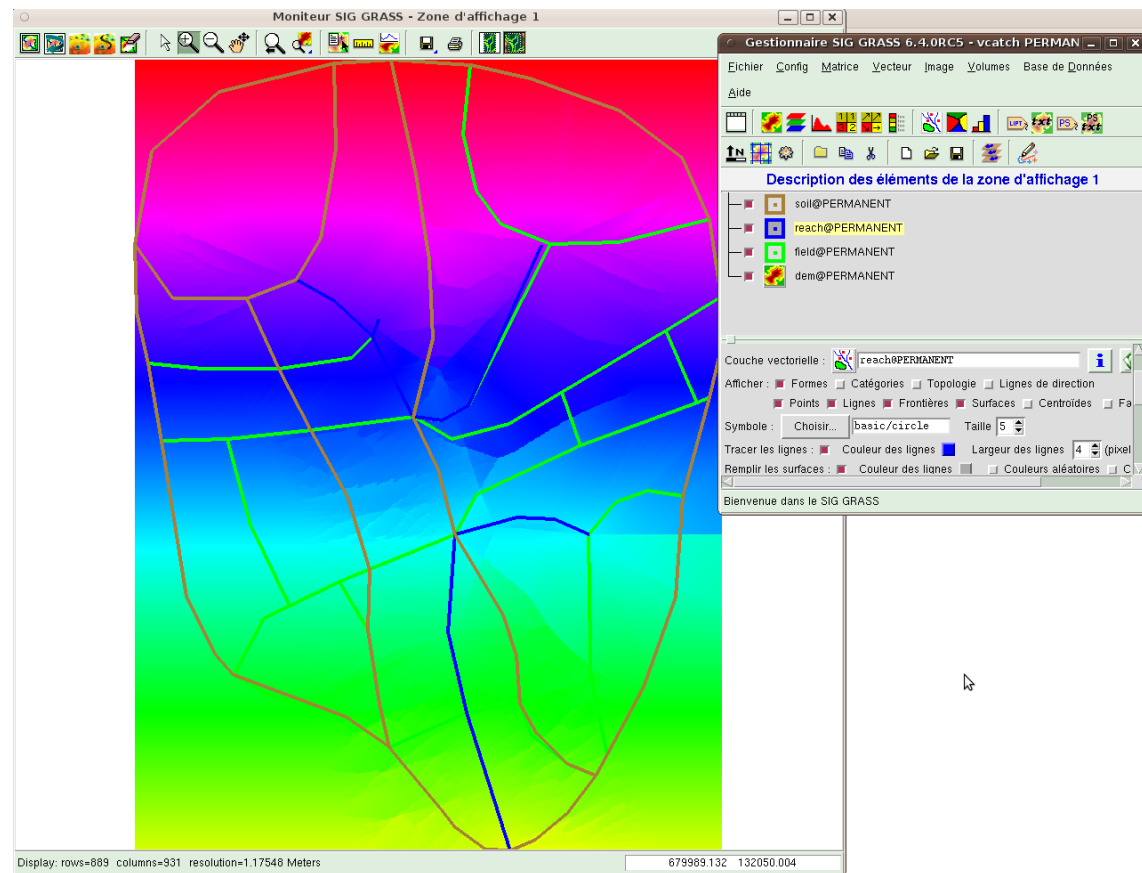 Moniteur SIG GRASS - Zone d'affichage 1
Gestionnaire SIG GRASS 6.4.0RC5 - vcatch PERMAN
Fichier Config Matrice Vecteur Image Volumes Base de Données
Aide
Description des éléments de la zone d'affichage 1
soil@PERMANENT
reach@PERMANENT
field@PERMANENT
dem@PERMANENT
Couche vectorielle : reach@PERMANENT
Afficher : Formes Catégories Topologie Lignes de direction
Points Lignes Frontières Surfaces Centroïdes Fa
Symbole : Choisir... basic/circle Taille 5
Tracer les lignes : Couleur des lignes Largeur des lignes 4 (pixel
Remplir les surfaces : Couleur des lignes Couleurs aléatoires C
Bienvenue dans le SIG GRASS
Display: rows=889 columns=931 resolution=1.17548 Meters 679989.132 132050.004